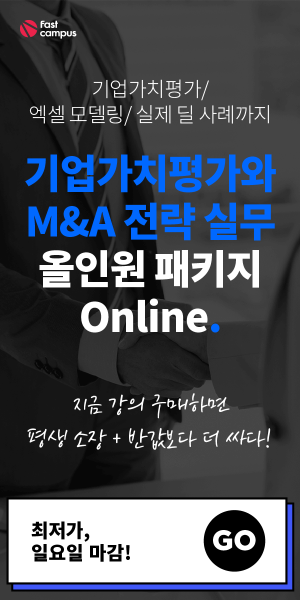 Fast
campus
기업가치평가/
엑셀 모델링/ 실제 딜 사례까지
기업가치평가와
M&A 전략 실무
올인원 패키지
Online.
지금 강의 구매하면
평생 소장 + 반값보다 더 싸다!
최저가,
일요일 마감!
GO